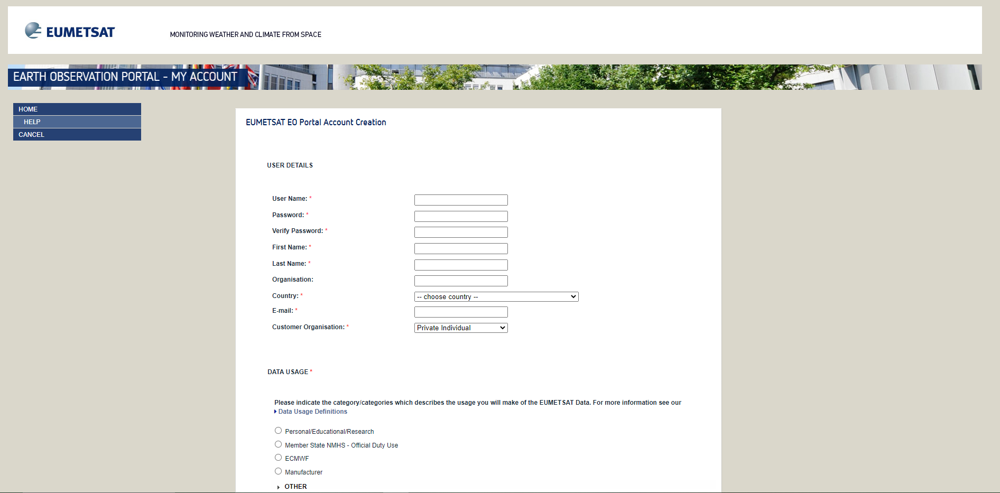 EUMETSAT
MONITORING WEATHER AND CLIMATE FROM SPACE
EARTH OBSERVATION PORTAL - MY ACCOUNT
HOME
HELP
CANCEL
EUMETSAT EO Portal Account Creation
USER DETAILS
User Name: *
Password: *
Verify Password: *
First Name: *
Last Name: *
Organisation:
Country: * -- choose country --
E-mail: *
Customer Organisation: * Private Individual
DATA USAGE *
Please indicate the category/categories which describes the usage you will make of the EUMETSAT Data. For more information see our
Data Usage Definitions
Personal/Educational/Research
Member State NMHS - Official Duty Use
ECMWF
Manufacturer
OTHER